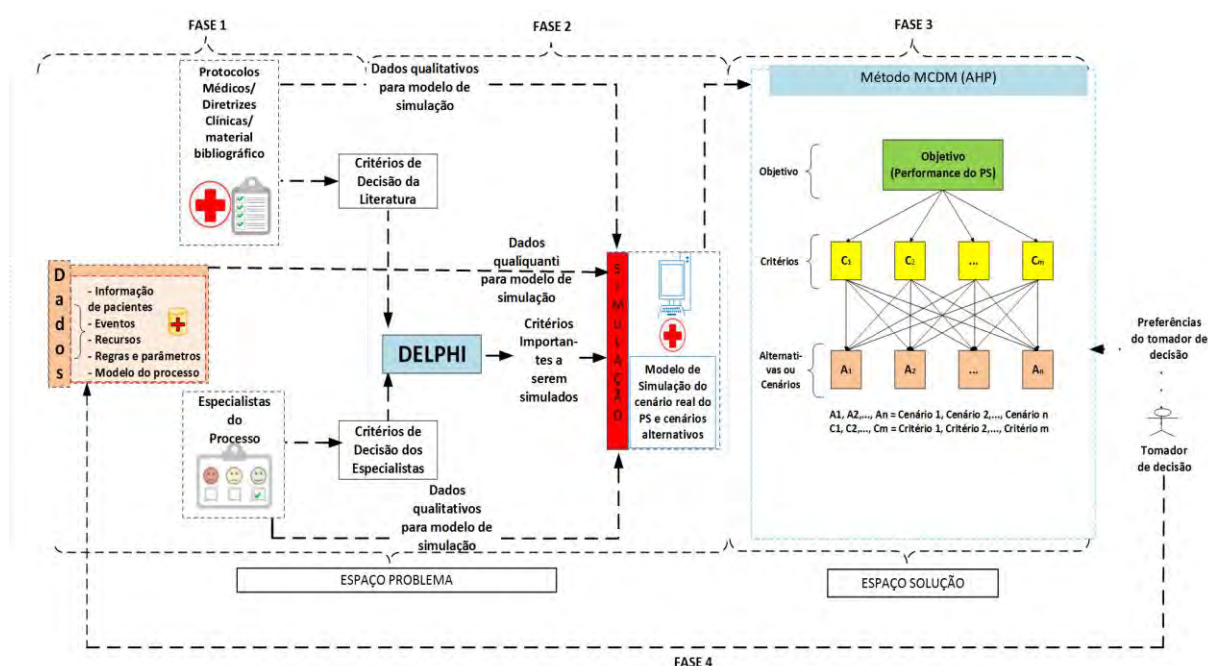 FASE 1
FASE 2
FASE 3
Protocolos
Médicos/
Diretrizes
Clínicas/
material
bibliográfico
Dados qualitativos
para modelo de
simulação
Critérios de
Decisão da
Literatura
Dados
- Informação
de pacientes
- Eventos
- Recursos
- Regras e parâmetros
- Modelo do processo
Dados
qualiquanti
para modelo de
simulação
DELPHI
Critérios
Importan-
tes a
serem
simulados
Especialistas
do
Processo
Critérios de
Decisão dos
Especialistas
Dados
qualitativos
para modelo de
simulação
SIMULAÇÃO
Modelo de
Simulação do
cenário real do
PS e cenários
alternativos
Método MCDM (AHP)
Objetivo
Objetivo
(Performance do PS)
Critérios
C1
C2
...
Cm
Alternati-
vas ou
Cenários
A1
A2
...
An
A1, A2,..., An = Cenário 1, Cenário 2,..., Cenário n
C1, C2,..., Cm = Critério 1, Critério 2,..., Critério m
Preferências
do tomador de
decisão
Tomador
de decisão
ESPAÇO PROBLEMA
ESPAÇO SOLUÇÃO
FASE 4